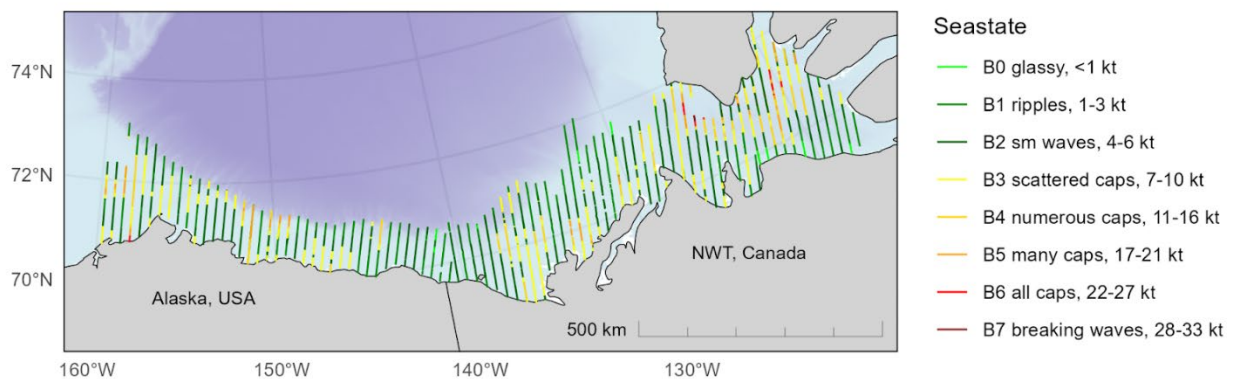 74°N
72°N
70°N
Alaska, USA
NWT, Canada
500 km
160°W
150°W
140°W
130°W
Seastate
B0 glassy, <1 kt
B1 ripples, 1-3 kt
B2 sm waves, 4-6 kt
B3 scattered caps, 7-10 kt
B4 numerous caps, 11-16 kt
B5 many caps, 17-21 kt
B6 all caps, 22-27 kt
B7 breaking waves, 28-33 kt